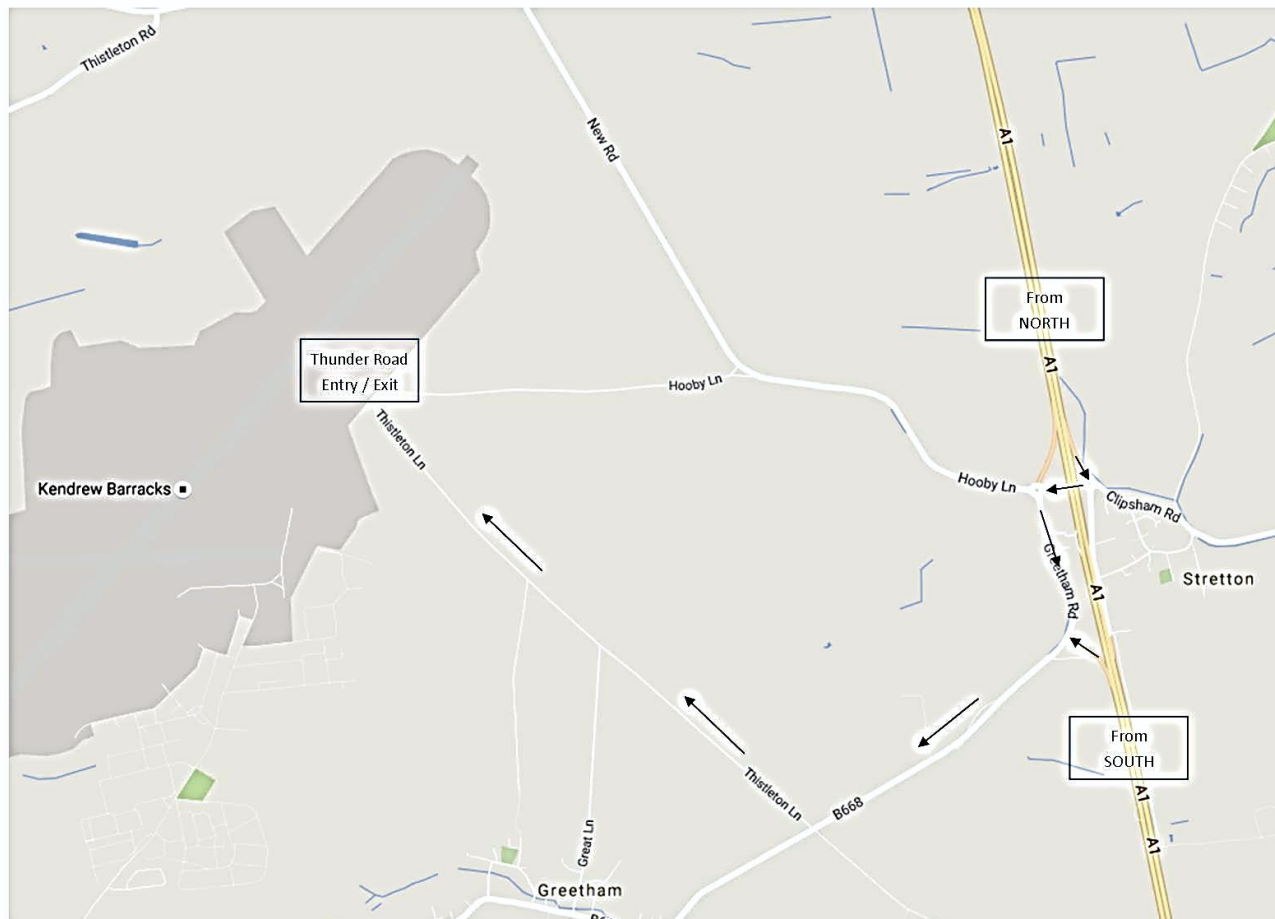 Thistleton Rd
New Rd
A1
From
NORTH
A1
Thunder Road
Entry / Exit
Hooby Ln
Thistleton Ln
Kendrew Barracks
Hooby Ln
Clipsham Rd
Greetham Rd
Stretton
A1
From
SOUTH
Thistleton Ln
B668
A1
A1
Great Ln
Greetham